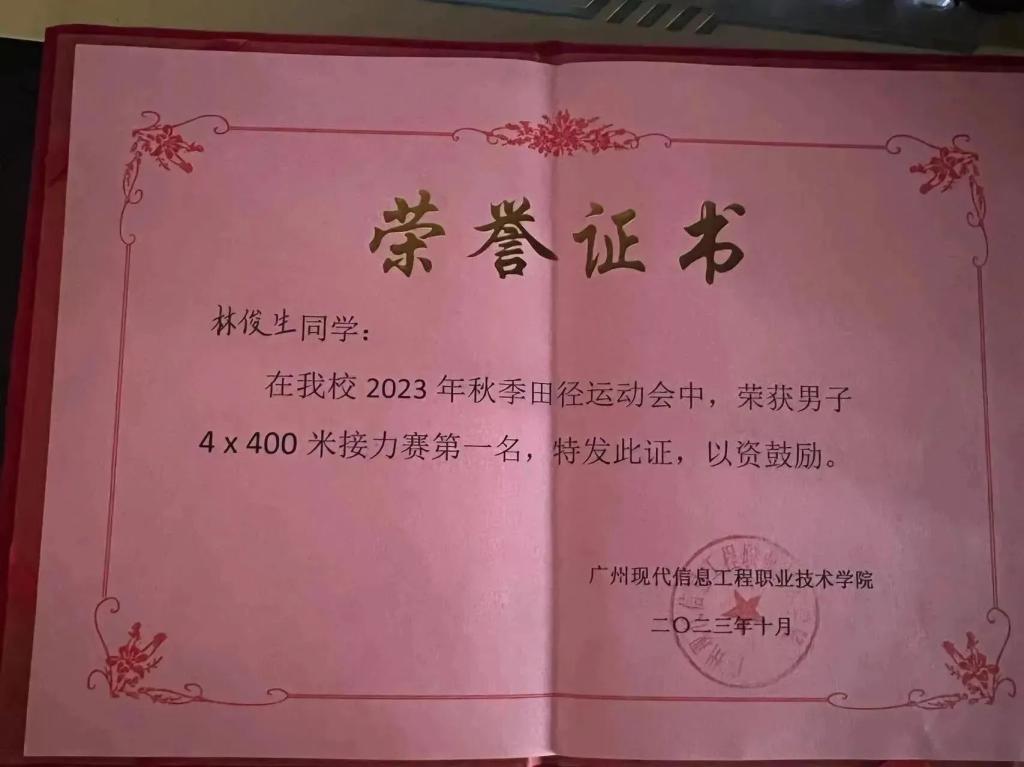 荣誉证书
林俊生同学：
在我校 2023 年秋季田径运动会中，荣获男子
4 x 400 米接力赛第一名，特发此证，以资鼓励。
广州现代信息工程职业技术学院
二〇二三年十月